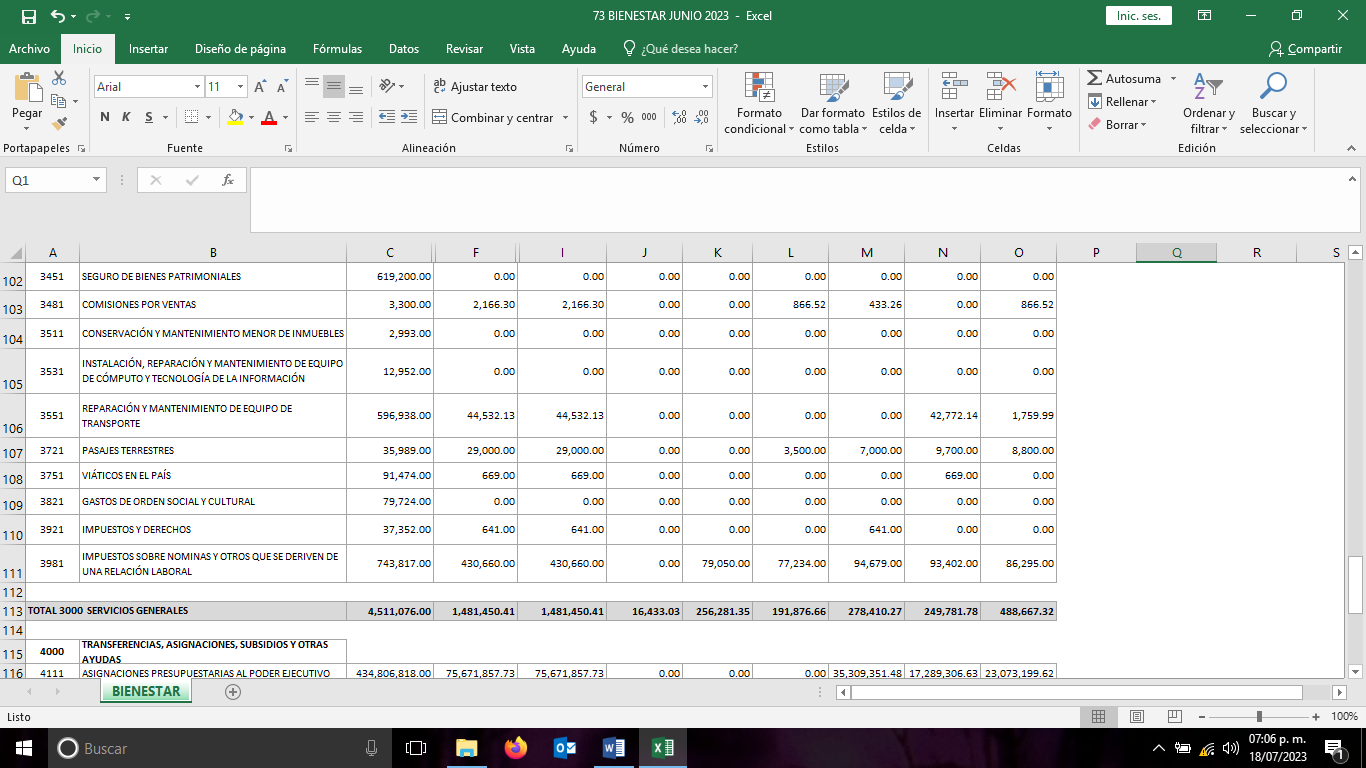 73 BIENESTAR JUNIO 2023 - Excel
Inic. ses.
Archivo Inicio Insertar Diseño de página Fórmulas Datos Revisar Vista Ayuda ¿Qué desea hacer? Compartir
Pegar
Arial 11
Ajustar texto
General
Formato condicional
Dar formato como tabla
Estilos de celda
Insertar Eliminar Formato
Autosuma
Rellenar
Borrar
Ordenar y filtrar
Buscar y seleccionar
N K S
Combinar y centrar
$ % 000
Portapapeles Fuente Alineación Número Estilos Celdas Edición
Q1 fx
A B C F I J K L M N O P Q R S
102 3451 SEGURO DE BIENES PATRIMONIALES 619,200.00 0.00 0.00 0.00 0.00 0.00 0.00 0.00 0.00
103 3481 COMISIONES POR VENTAS 3,300.00 2,166.30 2,166.30 0.00 0.00 866.52 433.26 0.00 866.52
104 3511 CONSERVACIÓN Y MANTENIMIENTO MENOR DE INMUEBLES 2,993.00 0.00 0.00 0.00 0.00 0.00 0.00 0.00 0.00
INSTALACIÓN, REPARACIÓN Y MANTENIMIENTO DE EQUIPO
105 3531 DE CÓMPUTO Y TECNOLOGÍA DE LA INFORMACIÓN 12,952.00 0.00 0.00 0.00 0.00 0.00 0.00 0.00 0.00
REPARACIÓN Y MANTENIMIENTO DE EQUIPO DE
106 3551 TRANSPORTE 596,938.00 44,532.13 44,532.13 0.00 0.00 0.00 0.00 42,772.14 1,759.99
107 3721 PASAJES TERRESTRES 35,989.00 29,000.00 29,000.00 0.00 0.00 3,500.00 7,000.00 9,700.00 8,800.00
108 3751 VIÁTICOS EN EL PAÍS 91,474.00 669.00 669.00 0.00 0.00 0.00 0.00 669.00 0.00
109 3821 GASTOS DE ORDEN SOCIAL Y CULTURAL 79,724.00 0.00 0.00 0.00 0.00 0.00 0.00 0.00 0.00
110 3921 IMPUESTOS Y DERECHOS 37,352.00 641.00 641.00 0.00 0.00 0.00 641.00 0.00 0.00
IMPUESTOS SOBRE NOMINAS Y OTROS QUE SE DERIVEN DE
111 3981 UNA RELACIÓN LABORAL 743,817.00 430,660.00 430,660.00 0.00 79,050.00 77,234.00 94,679.00 93,402.00 86,295.00
112
113 TOTAL 3000 SERVICIOS GENERALES 4,511,076.00 1,481,450.41 1,481,450.41 16,433.03 256,281.35 191,876.66 278,410.27 249,781.78 488,667.32
114
TRANSFERENCIAS, ASIGNACIONES, SUBSIDIOS Y OTRAS
115 4000 AYUDAS
116 4111 ASIGNACIONES PRESUPUESTARIAS AL PODER EJECUTIVO 434,806,818.00 75,671,857.73 75,671,857.73 0.00 0.00 0.00 35,309,351.48 17,289,306.63 23,073,199.62
BIENESTAR
Listo 100%
Buscar
07:06 p. m.
18/07/2023
1